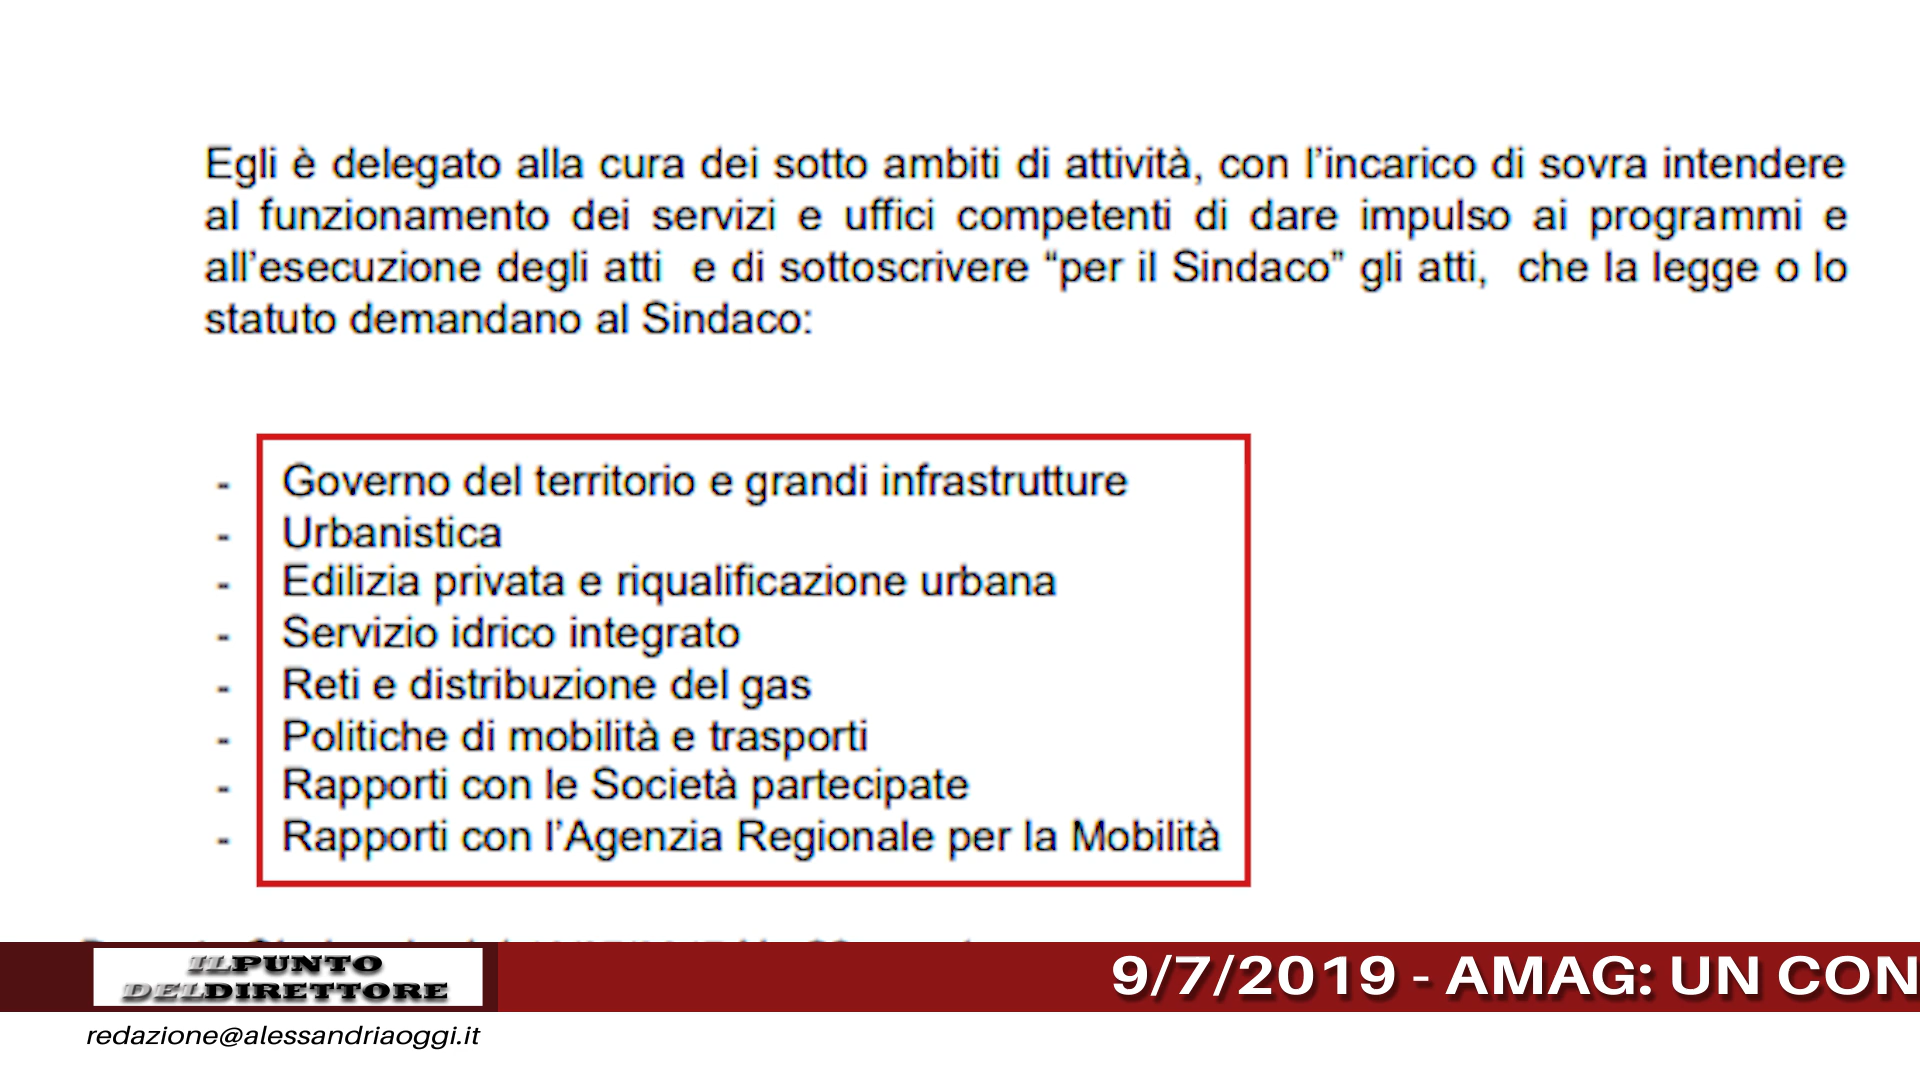 Egli è delegato alla cura dei sotto ambiti di attività, con l’incarico di sovra intendere
al funzionamento dei servizi e uffici competenti di dare impulso ai programmi e
all’esecuzione degli atti e di sottoscrivere “per il Sindaco” gli atti, che la legge o lo
statuto demandano al Sindaco:
- Governo del territorio e grandi infrastrutture
- Urbanistica
- Edilizia privata e riqualificazione urbana
- Servizio idrico integrato
- Reti e distribuzione del gas
- Politiche di mobilità e trasporti
- Rapporti con le Società partecipate
- Rapporti con l’Agenzia Regionale per la Mobilità
ILPUNTO
DELDIRETTORE
9/7/2019 - AMAG: UN CON
redazione@alessandriaoggi.it